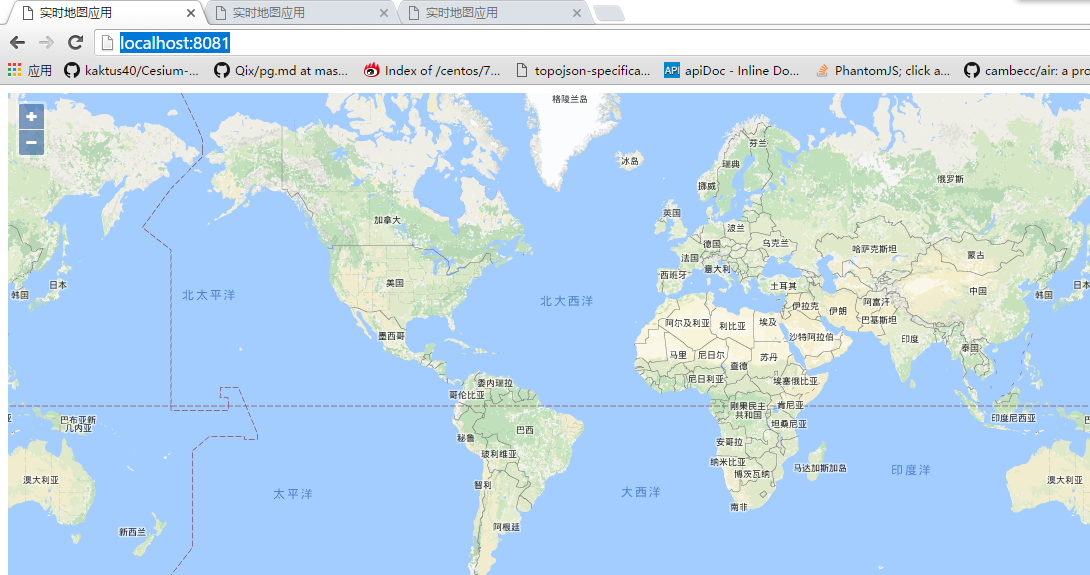 实时地图应用
实时地图应用
实时地图应用
localhost:8081
应用
kaktus40/Cesium-...
Qix/pg.md at mas...
Index of /centos/7...
topojson-specifica...
API
apiDoc - Inline Do...
PhantomJS; click a...
cambecc/air: a pro
+
−
格陵兰岛
冰岛
芬兰
瑞典
挪威
俄罗斯
加拿大
英国
波兰
德国
乌克兰
哈萨克斯坦
蒙古
法国
意大利
西班牙
土耳其
美国
中国
日本
韩国
韩国
日本
北太平洋
北大西洋
伊拉克
伊朗
阿富汗
巴基斯坦
阿尔及利亚
利比亚
埃及
沙特阿拉伯
印度
墨西哥
泰国
马里
尼日尔
乍得
苏丹
委内瑞拉
尼日利亚
埃塞俄比亚
哥伦比亚
刚果民主
共和国
肯尼亚
印度尼西亚
巴布亚新
几内亚
坦桑尼亚
秘鲁
巴西
安哥拉
玻利维亚
纳米比亚
博茨瓦纳
马达加斯加岛
印度洋
澳大利亚
澳大利亚
智利
太平洋
大西洋
南非
新西兰
阿根廷